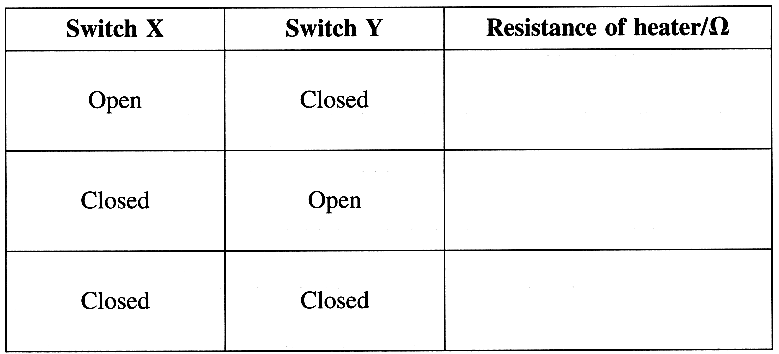 Switch X Switch Y Resistance of heater/Ω
Open Closed
Closed Open
Closed Closed